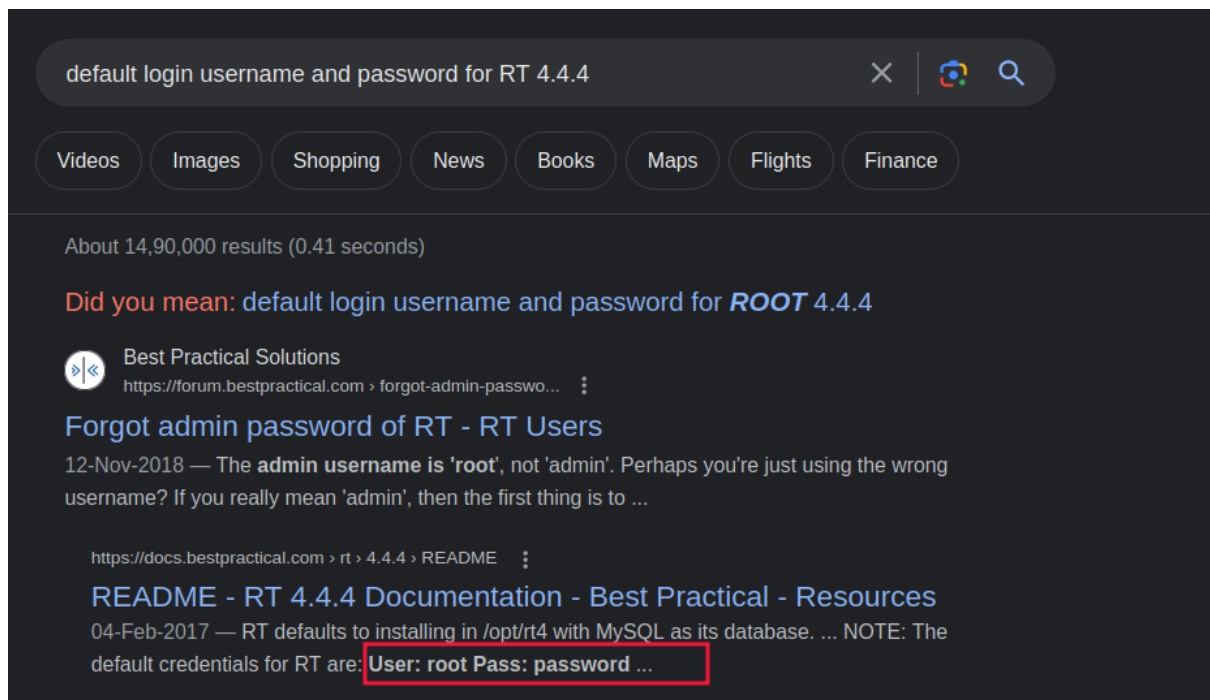 default login username and password for RT 4.4.4
Videos Images Shopping News Books Maps Flights Finance
About 14,90,000 results (0.41 seconds)
Did you mean: default login username and password for ROOT 4.4.4
Best Practical Solutions
https://forum.bestpractical.com › forgot-admin-passwo...
Forgot admin password of RT - RT Users
12-Nov-2018 — The admin username is 'root', not 'admin'. Perhaps you're just using the wrong
username? If you really mean 'admin', then the first thing is to ...
https://docs.bestpractical.com › rt › 4.4.4 › README
README - RT 4.4.4 Documentation - Best Practical - Resources
04-Feb-2017 — RT defaults to installing in /opt/rt4 with MySQL as its database. ... NOTE: The
default credentials for RT are: User: root Pass: password ...